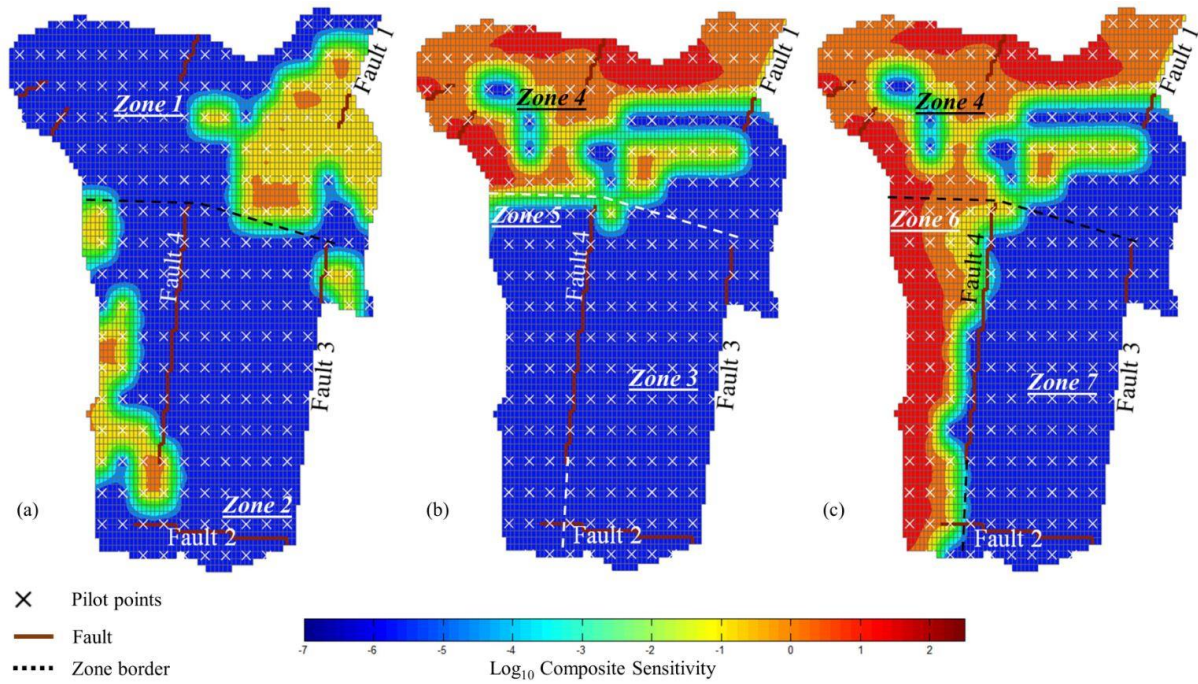 Zone 1
Fault 1
Fault 4
Fault 3
Zone 2
Fault 2
(a)
Zone 4
Fault 1
Zone 5
Fault 4
Zone 3
Fault 3
Fault 2
(b)
Zone 4
Fault 1
Zone 6
Fault 4
Zone 7
Fault 3
Fault 2
(c)
Pilot points
Fault
Zone border
-7 -6 -5 -4 -3 -2 -1 0 1 2
Log₁₀ Composite Sensitivity